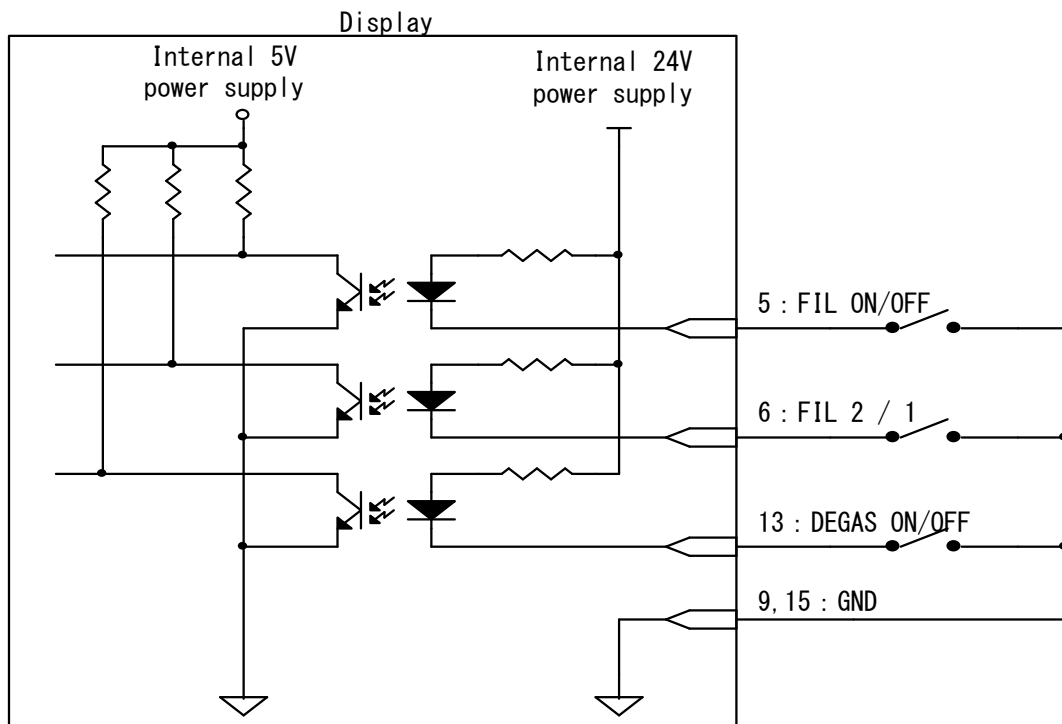 Display
Internal 5V
power supply
Internal 24V
power supply
5 : FIL ON/OFF
6 : FIL 2 / 1
13 : DEGAS ON/OFF
9, 15 : GND